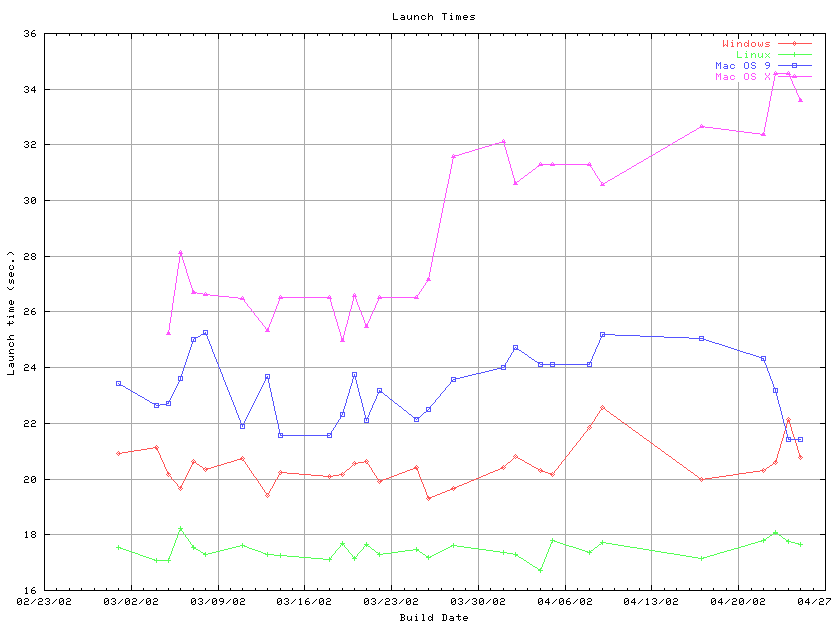 Launch Times
36
34
32
30
28
26
24
22
20
18
16
Windows
Linux
Mac OS 9
Mac OS X
Launch time (sec.)
02/23/02 03/02/02 03/09/02 03/16/02 03/23/02 03/30/02 04/06/02 04/13/02 04/20/02 04/27
Build Date